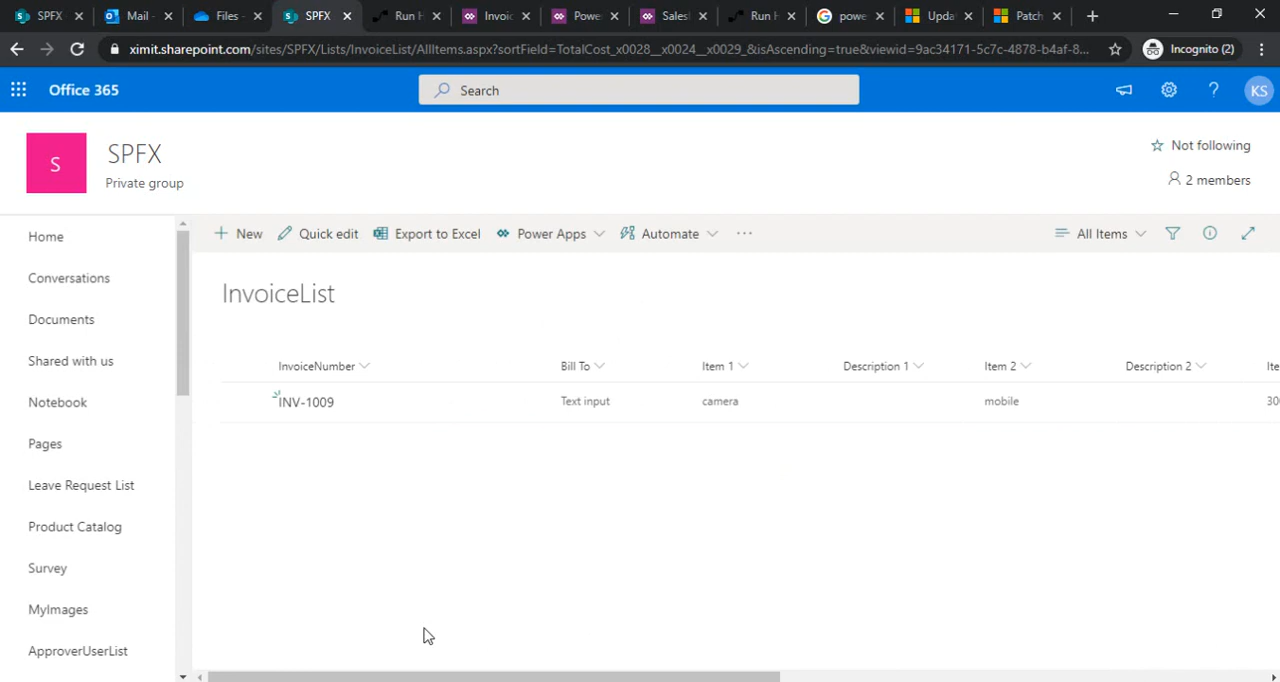 SPFX
Mail -
Files -
SPFX
Run H
Invoic
Power
Sales
Run H
powe
Upda
Patch
ximit.sharepoint.com/sites/SPFX/Lists/InvoiceList/AllItems.aspx?sortField=TotalCost_x0028__x0024__x0029_&isAscending=true&viewid=9ac34171-5c7c-4878-b4af-8...
Incognito (2)
Office 365
Search
?
KS
S
SPFX
Private group
Not following
2 members
Home
Conversations
Documents
Shared with us
Notebook
Pages
Leave Request List
Product Catalog
Survey
MyImages
ApproverUserList
New
Quick edit
Export to Excel
Power Apps
Automate
...
All Items
InvoiceList
InvoiceNumber
Bill To
Item 1
Description 1
Item 2
Description 2
Ite
INV-1009
Text input
camera
mobile
30